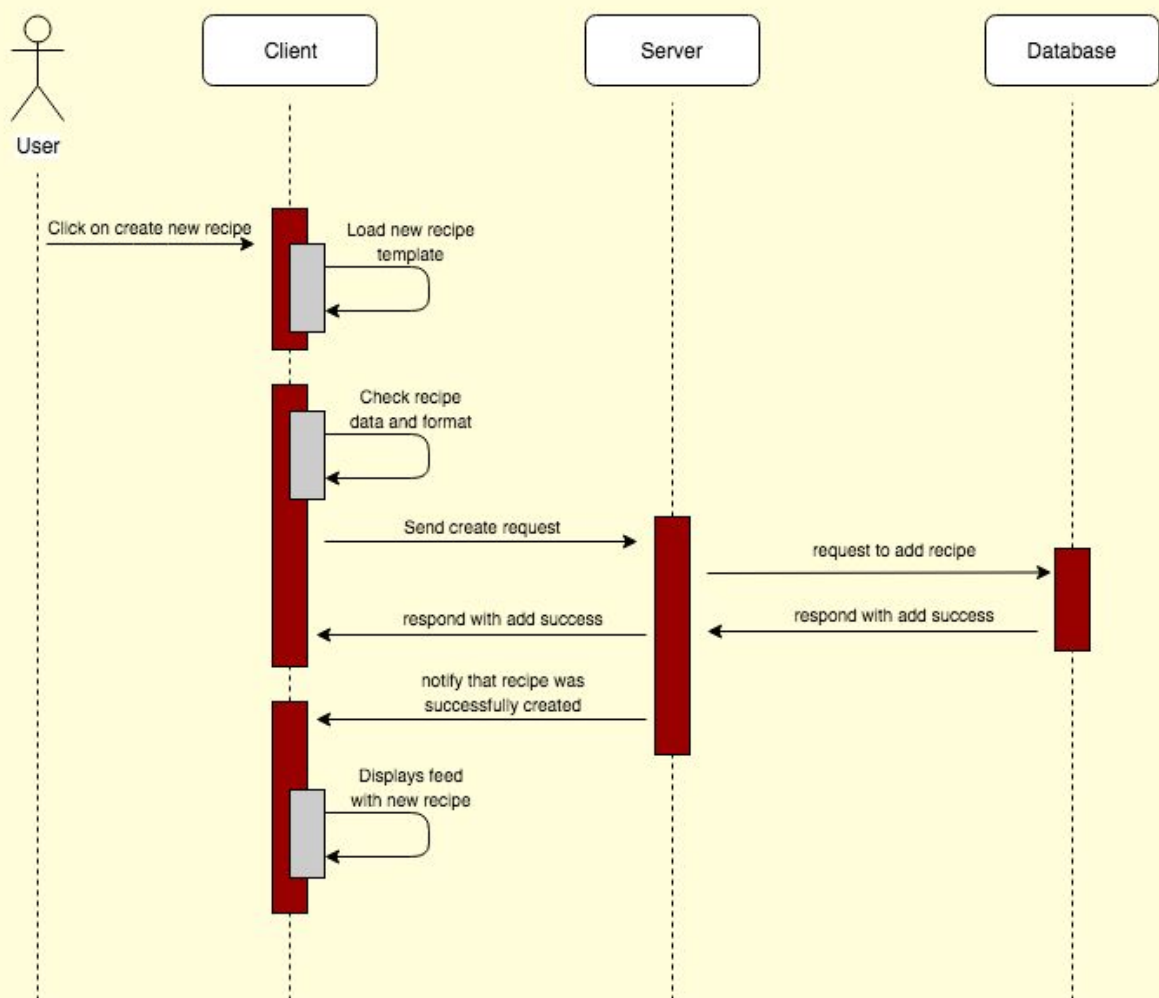 Client
Server
Database
User
Click on create new recipe
Load new recipe
template
Check recipe
data and format
Send create request
request to add recipe
respond with add success
respond with add success
notify that recipe was
successfully created
Displays feed
with new recipe